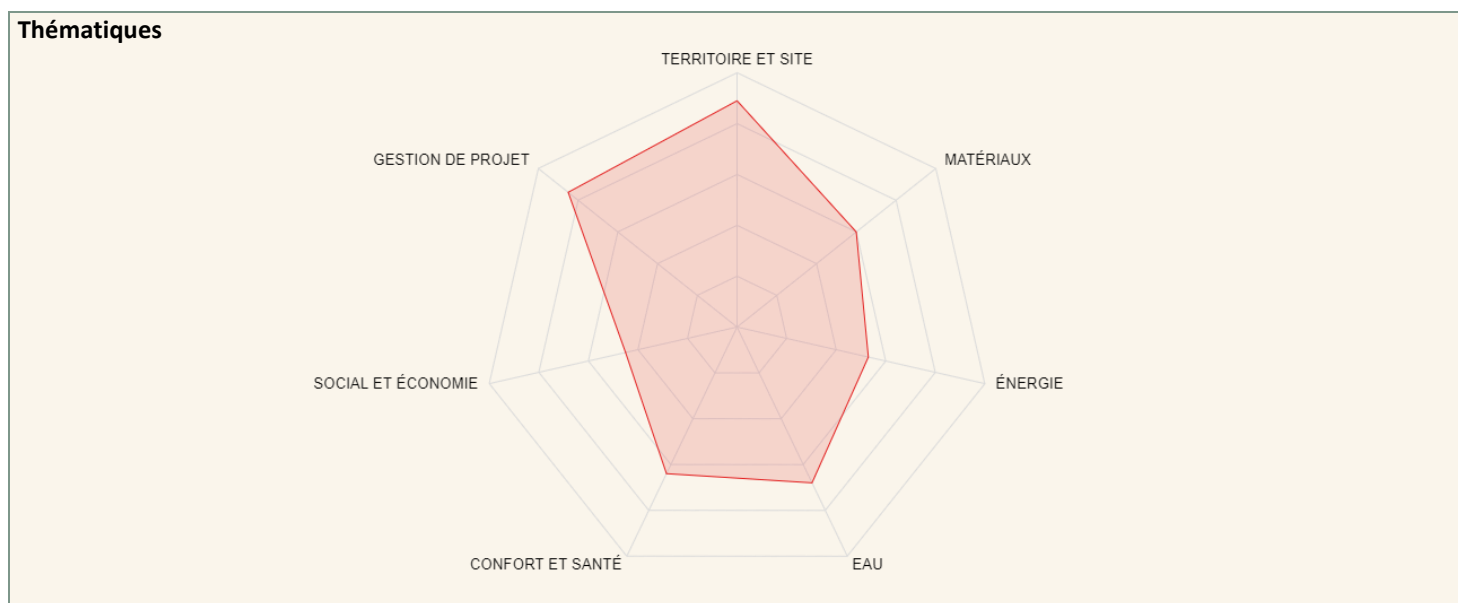 Thématiques
TERRITOIRE ET SITE
GESTION DE PROJET
MATÉRIAUX
SOCIAL ET ÉCONOMIE
ÉNERGIE
CONFORT ET SANTÉ
EAU